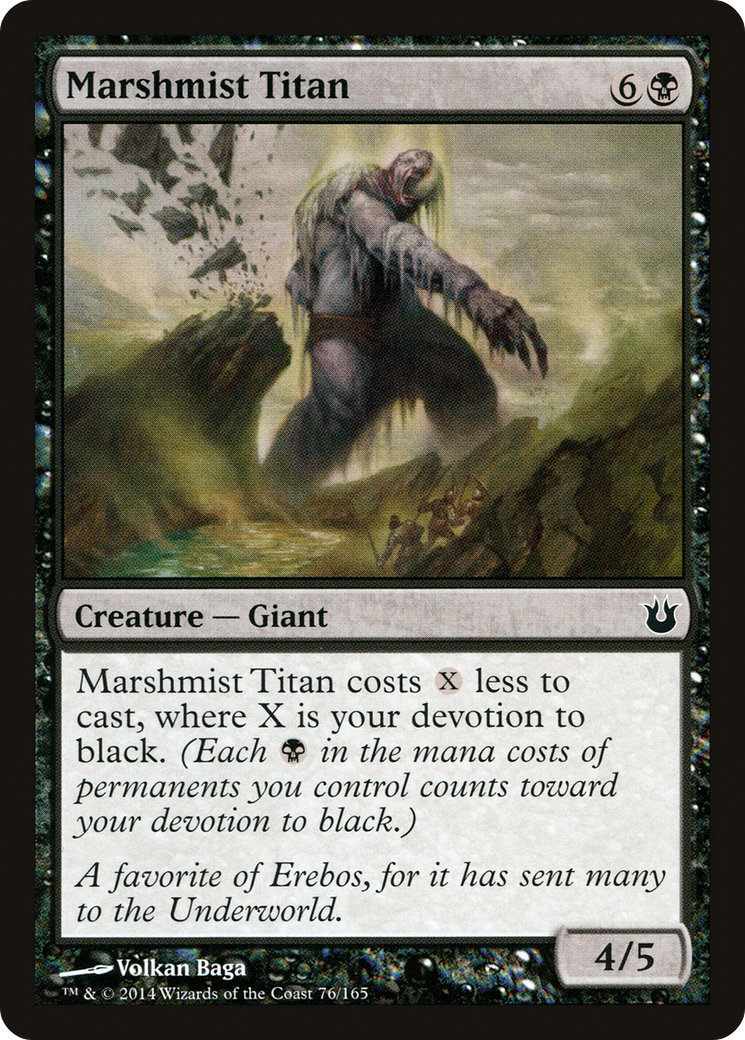 Marshmist Titan 6
Creature — Giant
Marshmist Titan costs X less to
cast, where X is your devotion to
black. (Each in the mana costs of
permanents you control counts toward
your devotion to black.)
A favorite of Erebos, for it has sent many
to the Underworld.
4/5
Volkan Baga
™ & © 2014 Wizards of the Coast 76/165